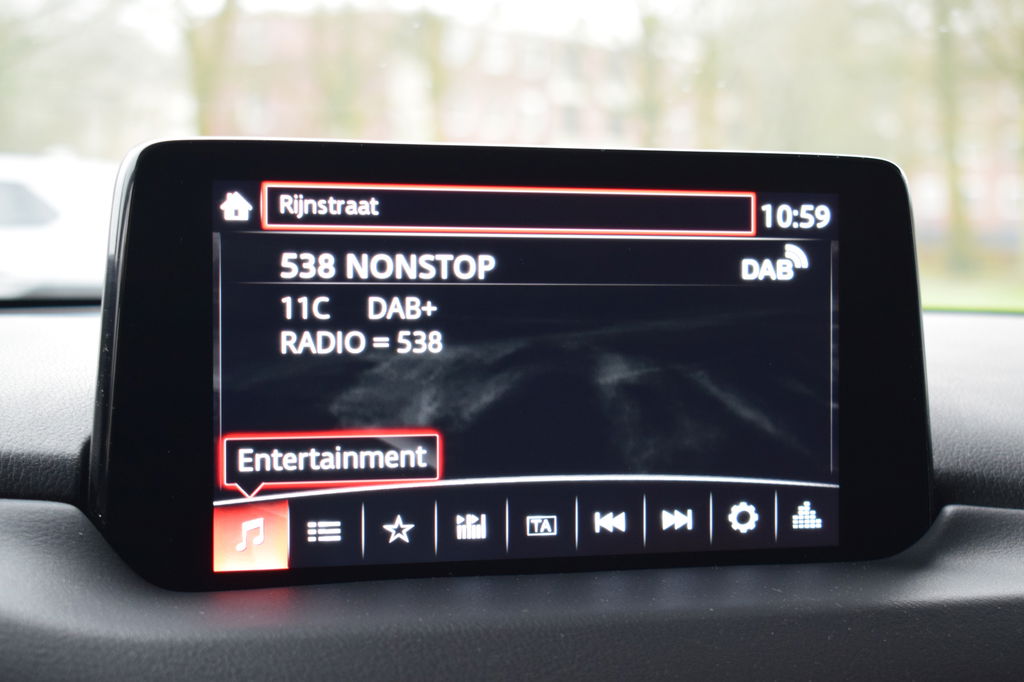 Rijnstraat
10:59
538 NONSTOP
DAB
11C DAB+
RADIO = 538
Entertainment
TA